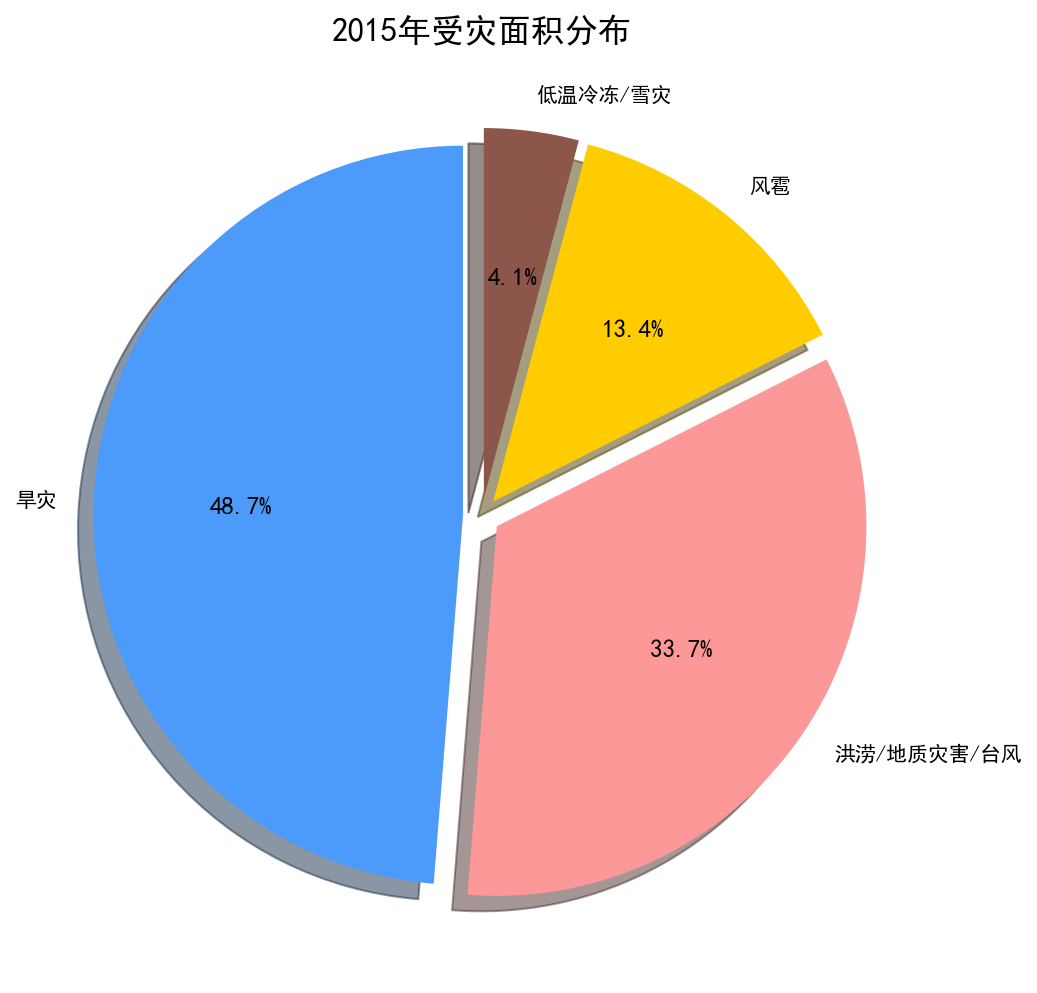 2015年受灾面积分布
低温冷冻/雪灾
风雹
4.1%
13.4%
旱灾
48.7%
33.7%
洪涝/地质灾害/台风